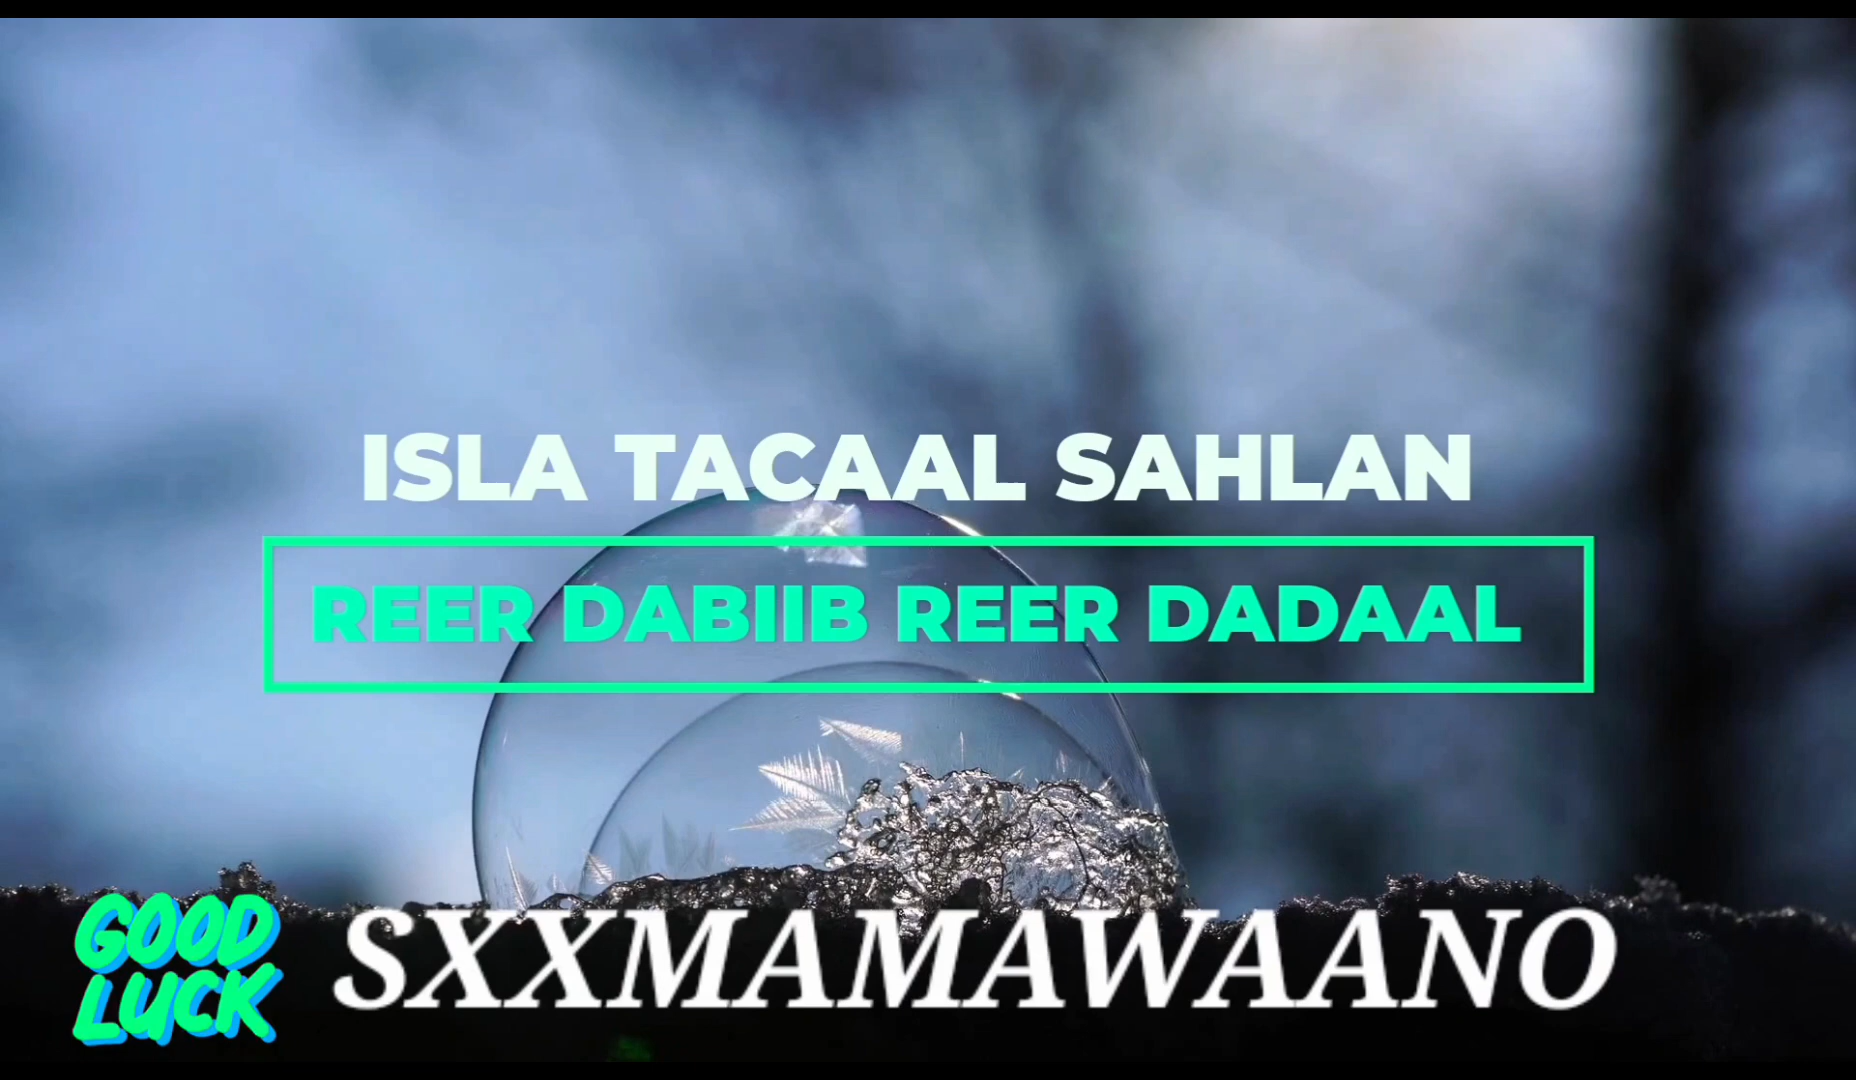 ISLA TACAAL SAHLAN
REER DABIIB REER DADAAL
GOOD
LUCK
SXXMAMAWAANO